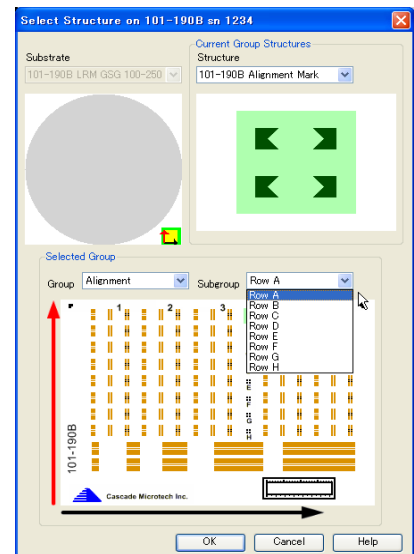 Select Structure on 101-190B sn 1234
Current Group Structures
Substrate
Structure
101-190B LRM GSG 100-250
101-190B Alignment Mark
Selected Group
Group
Alignment
Subgroup
Row A
Row A
Row B
Row C
Row D
Row E
Row F
Row G
Row H
1
2
3
E
F
G
H
101-190B
Cascade Microtech Inc.
OK
Cancel
Help